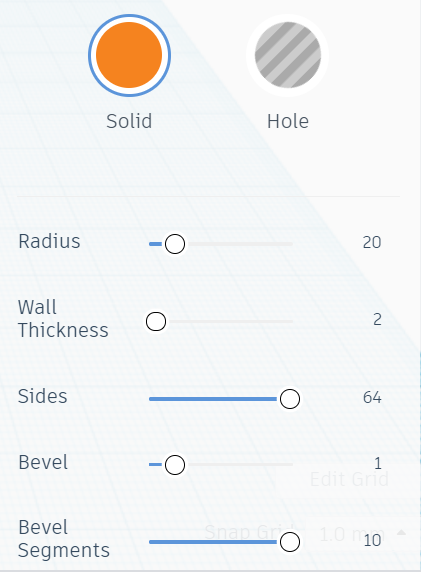 Solid Hole
Radius 20
Wall
Thickness 2
Sides 64
Bevel 1
Edit Grid
Bevel
Snap Grid 1.0 mm
Segments 10